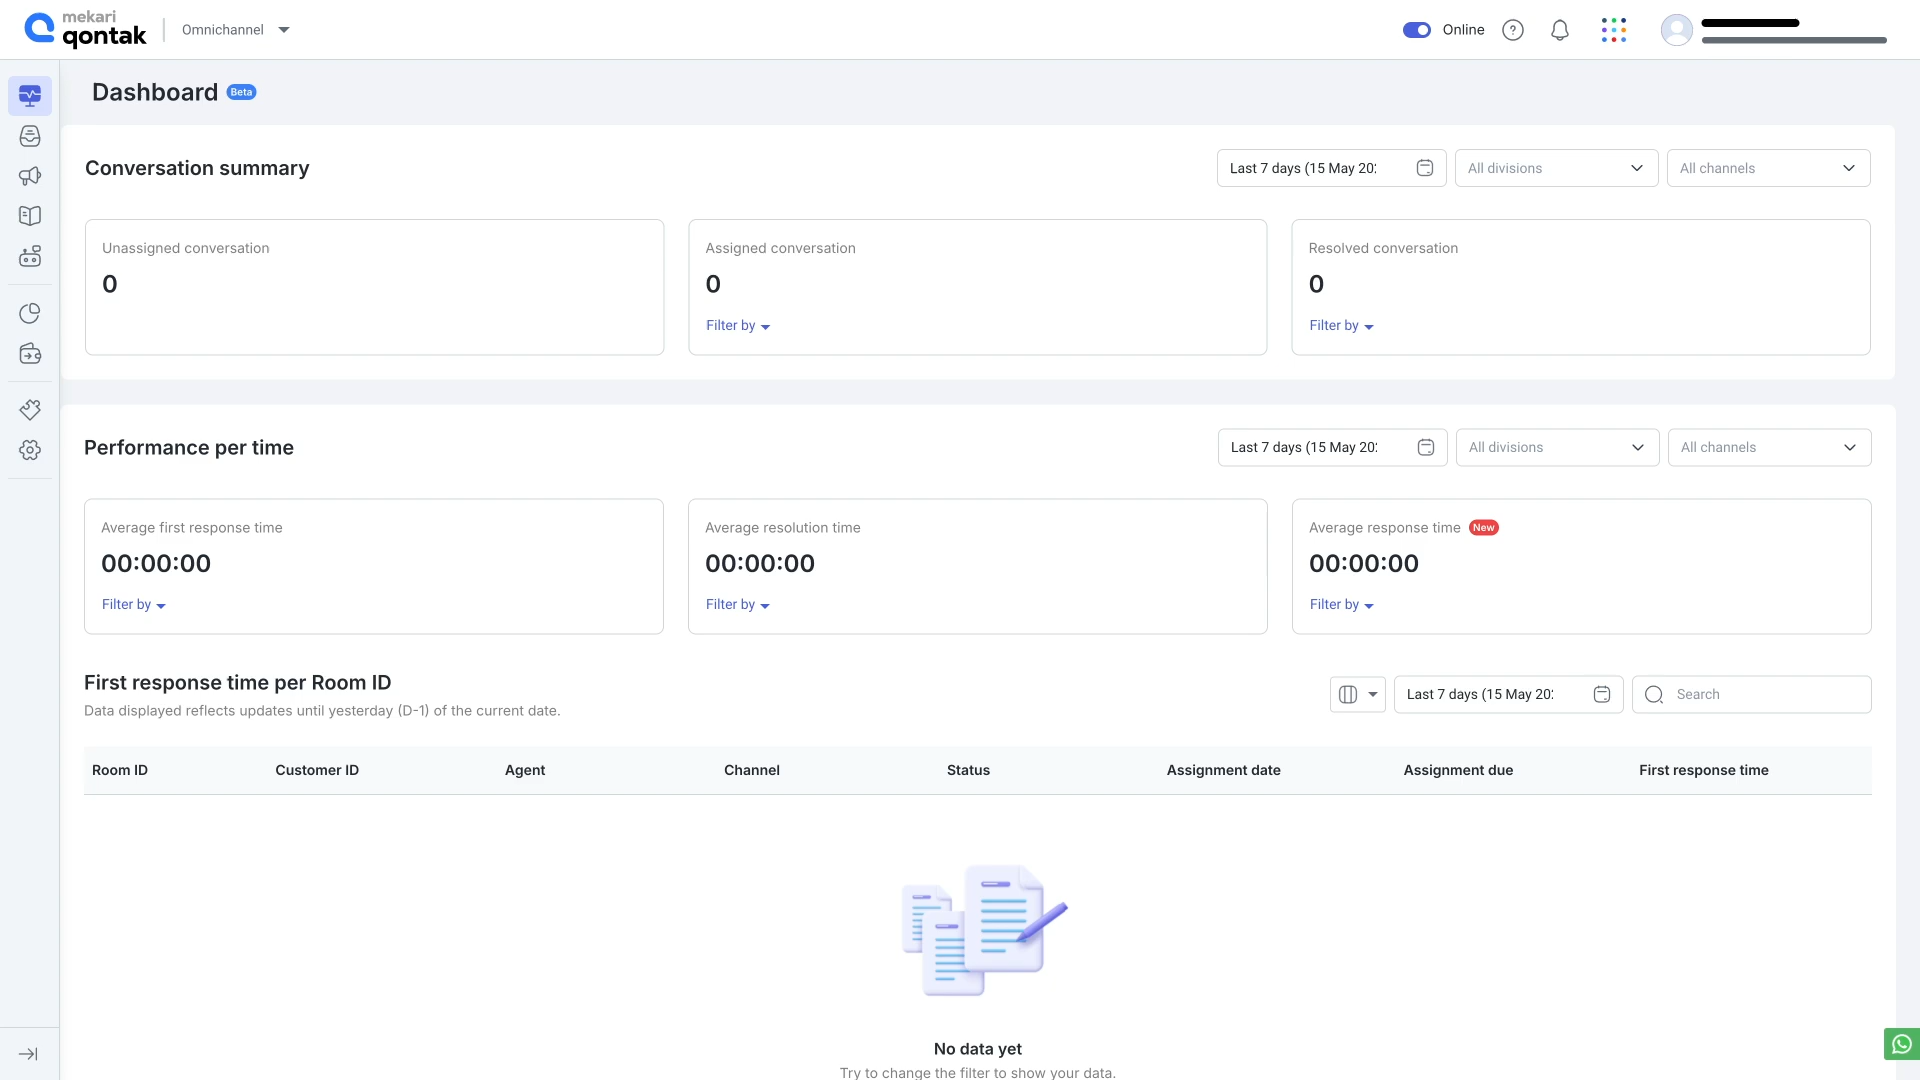 mekari
qontak
Omnichannel
Online
Dashboard Beta
Conversation summary
Last 7 days (15 May 20
All divisions
All channels
Unassigned conversation
0
Assigned conversation
0
Filter by
Resolved conversation
0
Filter by
Performance per time
Last 7 days (15 May 20
All divisions
All channels
Average first response time
00:00:00
Filter by
Average resolution time
00:00:00
Filter by
Average response time New
00:00:00
Filter by
First response time per Room ID
Data displayed reflects updates until yesterday (D-1) of the current date.
Last 7 days (15 May 20
Search
Room ID Customer ID Agent Channel Status Assignment date Assignment due First response time
No data yet
Try to change the filter to show your data.